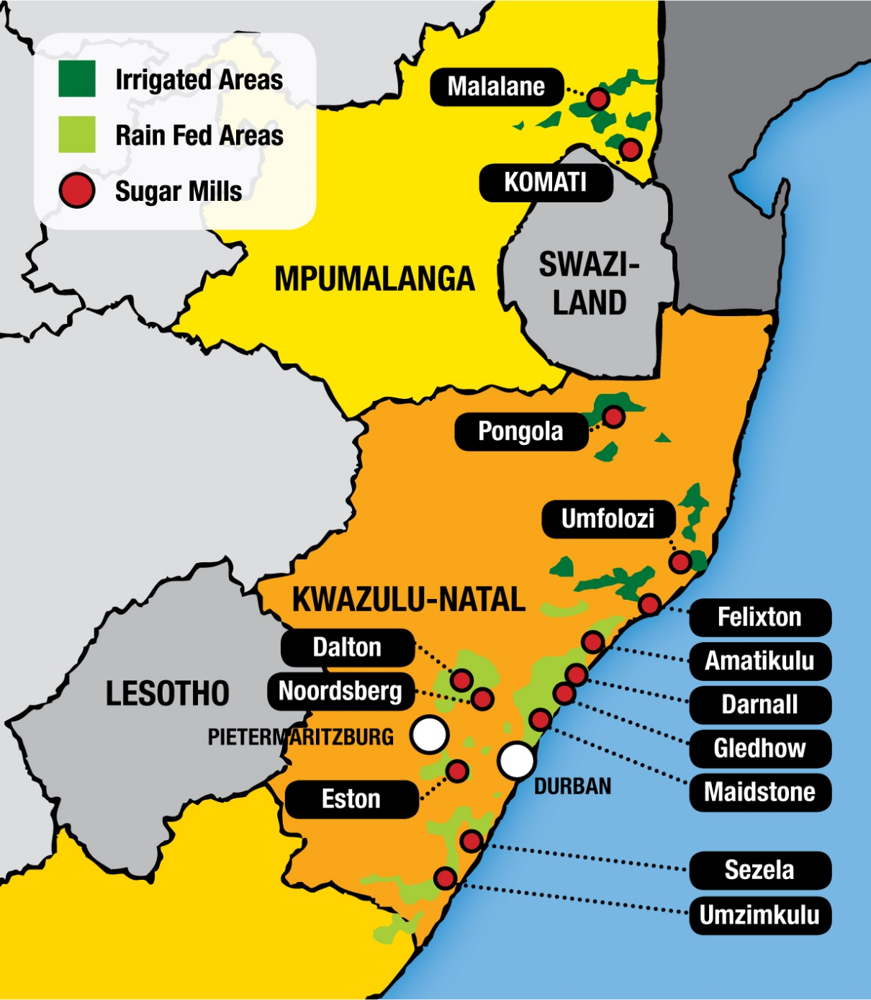 Irrigated Areas
Rain Fed Areas
Sugar Mills
Malalane
KOMATI
MPUMALANGA
SWAZI-
LAND
Pongola
Umfolozi
KWAZULU-NATAL
Felixton
Dalton
Amatikulu
LESOTHO
Noordsberg
Darnall
PIETERMARITZBURG
Gledhow
DURBAN
Maidstone
Eston
Sezela
Umzimkulu